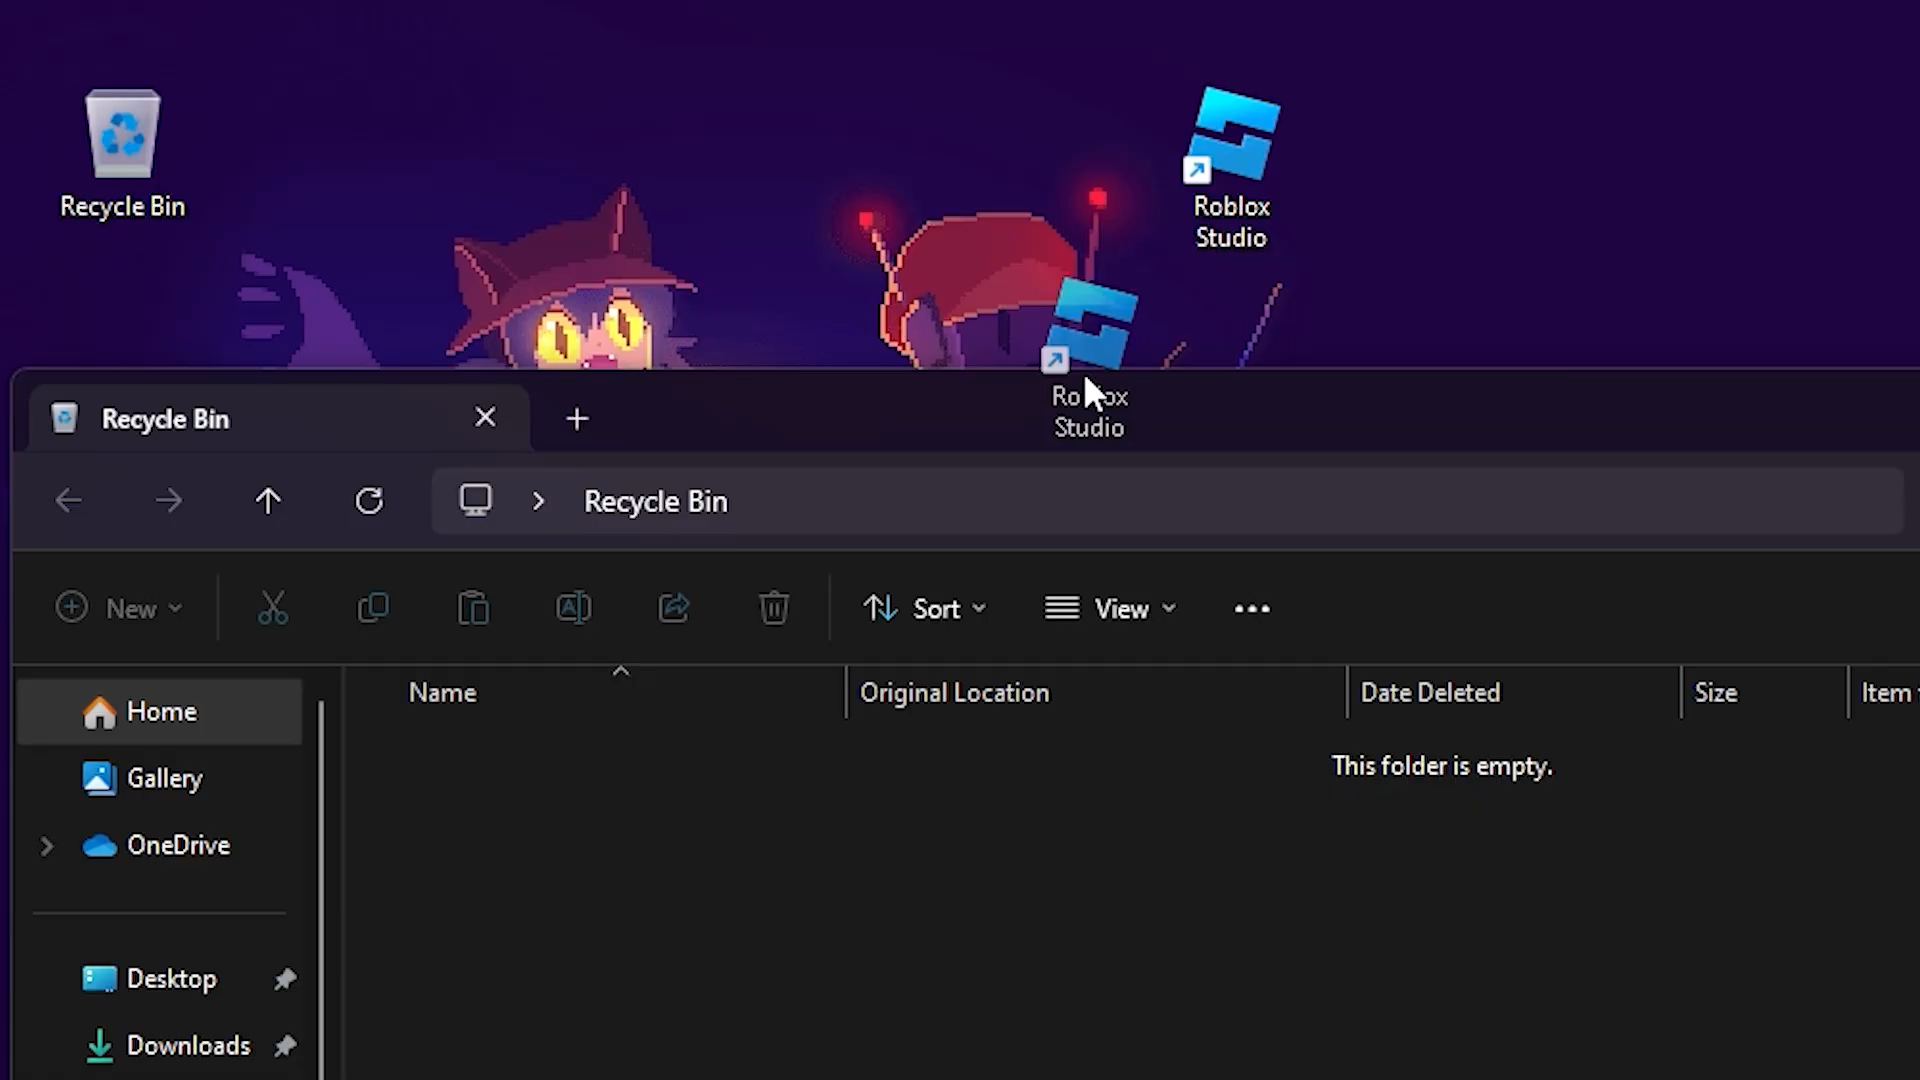 Recycle Bin
Roblox
Studio
Roblox
Studio
Recycle Bin
Recycle Bin
New
Sort
View
Name
Original Location
Date Deleted
Size
Item
This folder is empty.
Home
Gallery
OneDrive
Desktop
Downloads